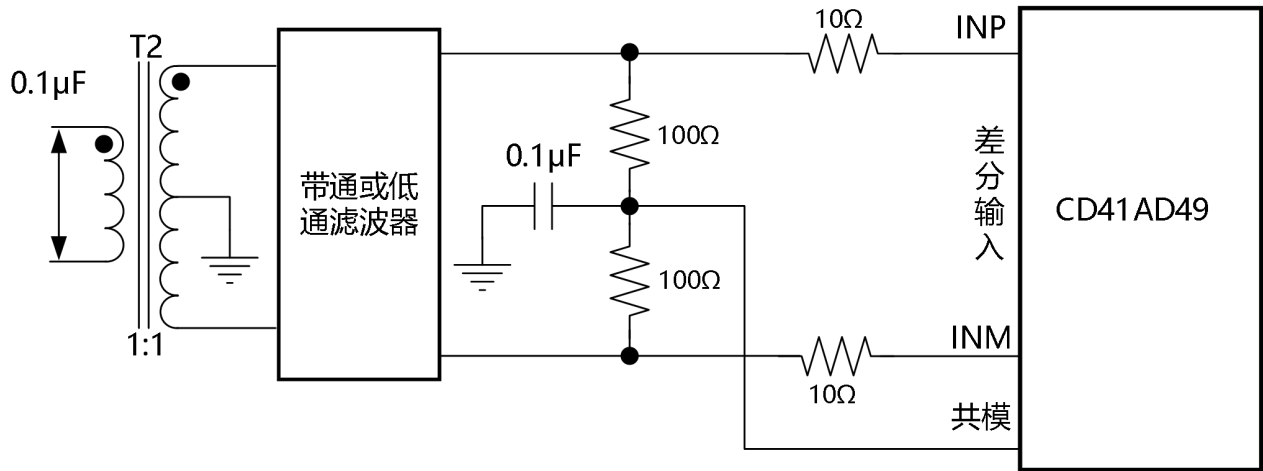 T2
0.1μF
1:1
带通或低
通滤波器
0.1μF
100Ω
100Ω
10Ω
10Ω
INP
差
分
输
入
INM
共模
CD41AD49